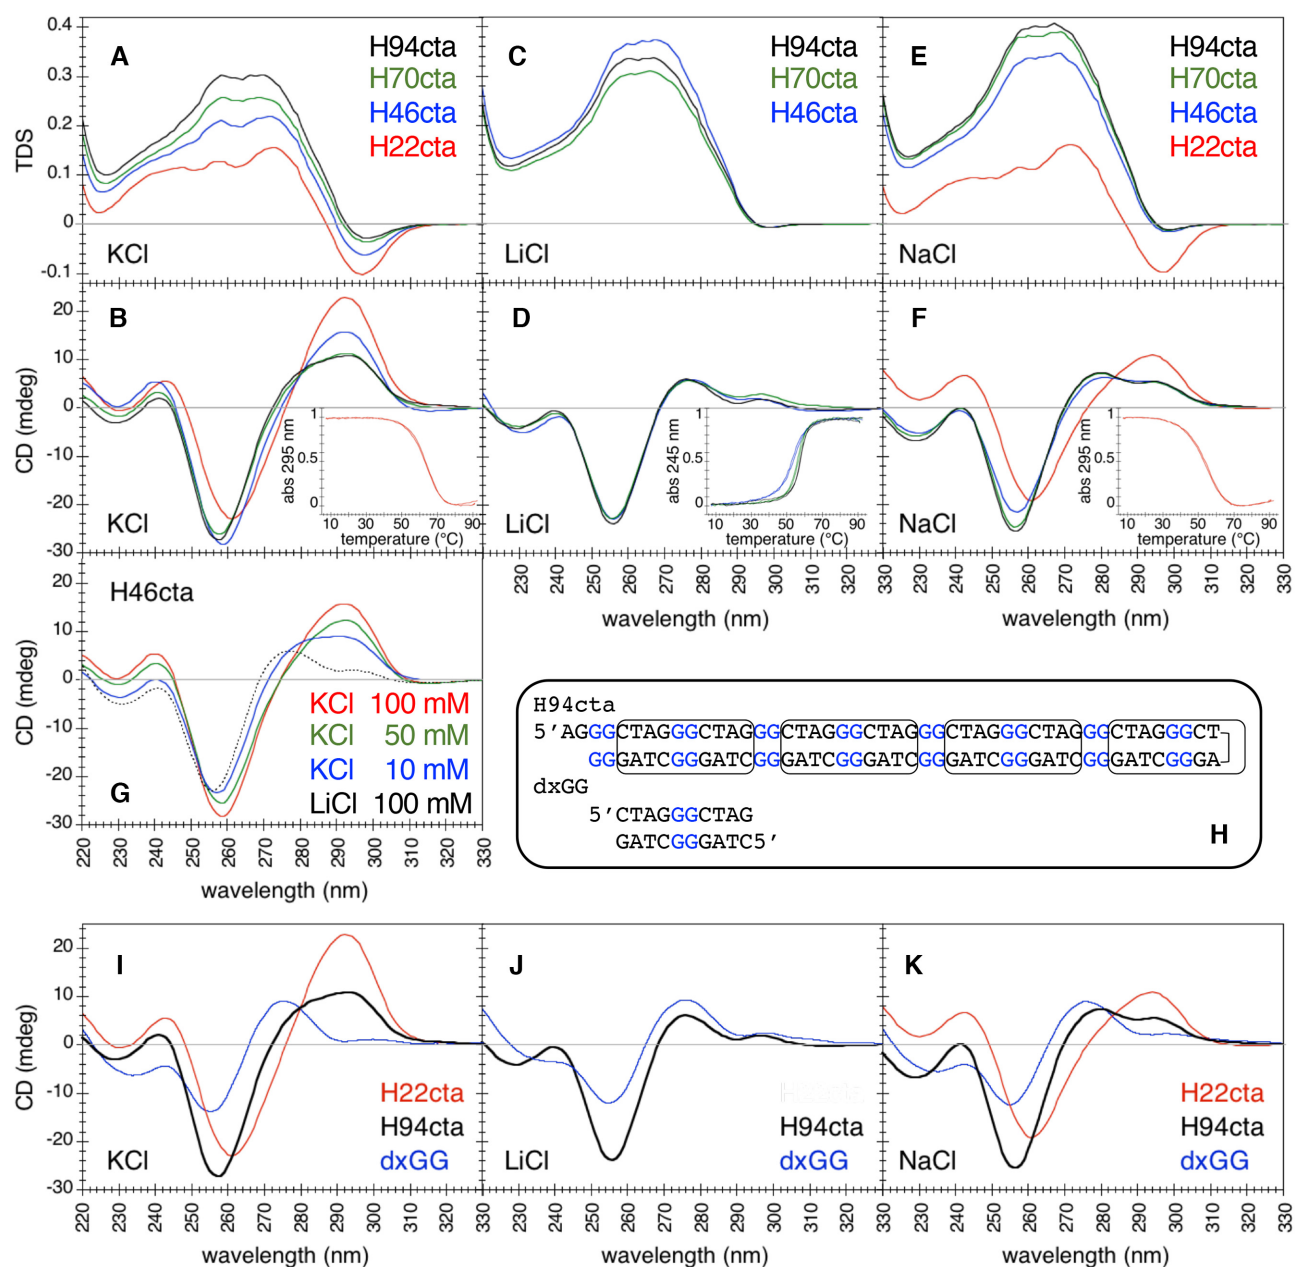 A
H94cta
H70cta
H46cta
H22cta
KCl
TDS
0.4
0.3
0.2
0.1
0
-0.1
C
H94cta
H70cta
H46cta
LiCl
E
H94cta
H70cta
H46cta
H22cta
NaCl
B
KCl
CD (mdeg)
20
10
0
-10
-20
-30
abs 295 nm
1
0.5
0
10 30 50 70 90
temperature (°C)
D
LiCl
abs 245 nm
1
0.5
0
10 30 50 70 90
temperature (°C)
230 240 250 260 270 280 290 300 310 320 330
wavelength (nm)
F
NaCl
abs 295 nm
1
0.5
0
10 30 50 70 90
temperature (°C)
230 240 250 260 270 280 290 300 310 320 330
wavelength (nm)
H46cta
G
KCl 100 mM
KCl 50 mM
KCl 10 mM
LiCl 100 mM
CD (mdeg)
20
10
0
-10
-20
-30
220 230 240 250 260 270 280 290 300 310 320 330
wavelength (nm)
H94cta
5'AGGGCTAGGGCTAGGGCTAGGGCTAGGGCTAGGGCTAGGGCTAGGGCT
GGGATCGGGATCGGGATCGGGATCGGGATCGGGATCGGGATCGGGA
dxGG
5'CTAGGGCTAG
GATCGGGATC5'
H
I
H22cta
H94cta
dxGG
KCl
CD (mdeg)
20
10
0
-10
-20
-30
220 230 240 250 260 270 280 290 300 310 320 330
wavelength (nm)
J
H94cta
dxGG
LiCl
230 240 250 260 270 280 290 300 310 320 330
wavelength (nm)
K
H22cta
H94cta
dxGG
NaCl
230 240 250 260 270 280 290 300 310 320 330
wavelength (nm)